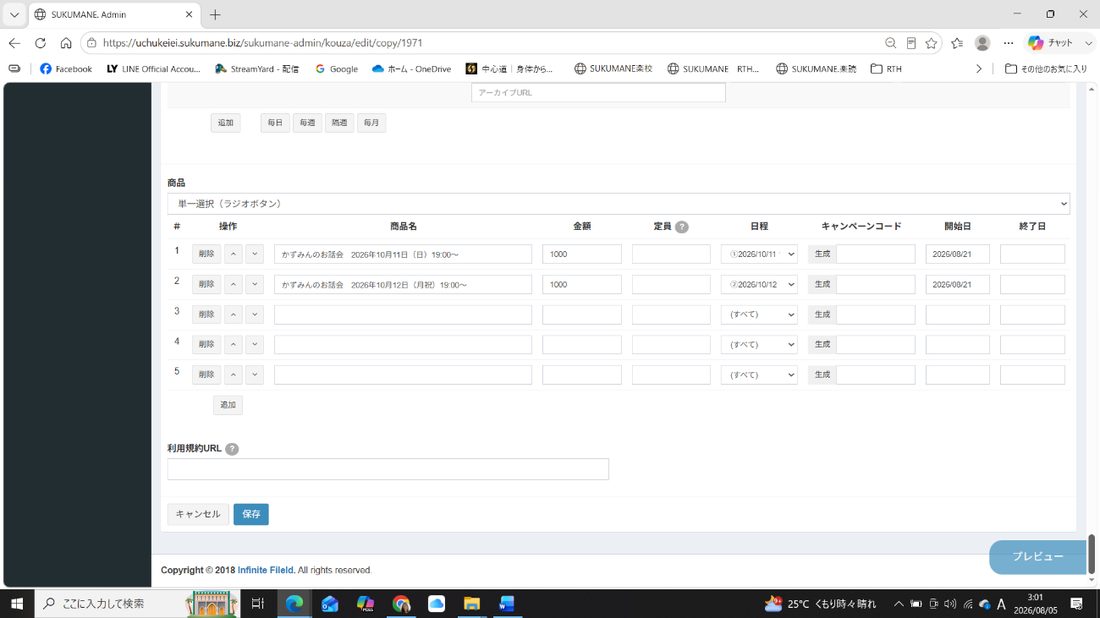 SUKUMANE. Admin
https://uchukeiei.sukumane.biz/sukumane-admin/kouza/edit/copy/1971
チャット
Facebook LINE Official Accou... StreamYard - 配信 Google ホーム - OneDrive 中心道｜身体から... SUKUMANE楽校 SUKUMANE RTH... SUKUMANE.楽読 RTH その他のお気に入り
アーカイブURL
追加 毎日 毎週 隔週 毎月
商品
単一選択（ラジオボタン）
# 操作 商品名 金額 定員 ? 日程 キャンペーンコード 開始日 終了日
1 削除 かずみんのお話会 2026年10月11日（日）19:00～ 1000 ①2026/10/11 生成 2026/08/21
2 削除 かずみんのお話会 2026年10月12日（月祝）19:00～ 1000 ②2026/10/12 生成 2026/08/21
3 削除 (すべて) 生成
4 削除 (すべて) 生成
5 削除 (すべて) 生成
追加
利用規約URL ?
キャンセル 保存
プレビュー
Copyright © 2018 Infinite Fileld. All rights reserved.
ここに入力して検索
25°C くもり時々晴れ
A
3:01
2026/08/05